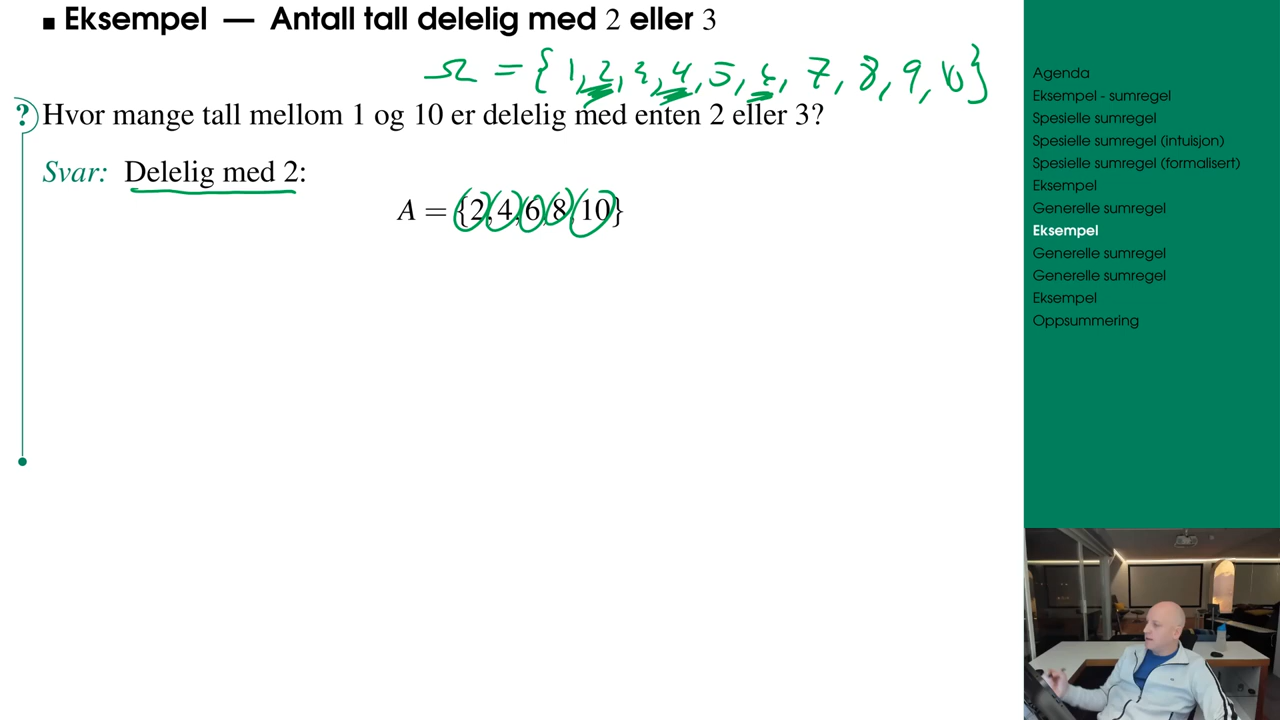 ■ Eksempel — Antall tall delelig med 2 eller 3
Ω = {1, 2, 3, 4, 5, 6, 7, 8, 9, 10}
? Hvor mange tall mellom 1 og 10 er delelig med enten 2 eller 3?
Svar: Delelig med 2:
A = {2, 4, 6, 8, 10}
Agenda
Eksempel - sumregel
Spesielle sumregel
Spesielle sumregel (intuisjon)
Spesielle sumregel (formalisert)
Eksempel
Generelle sumregel
Eksempel
Generelle sumregel
Generelle sumregel
Eksempel
Oppsummering